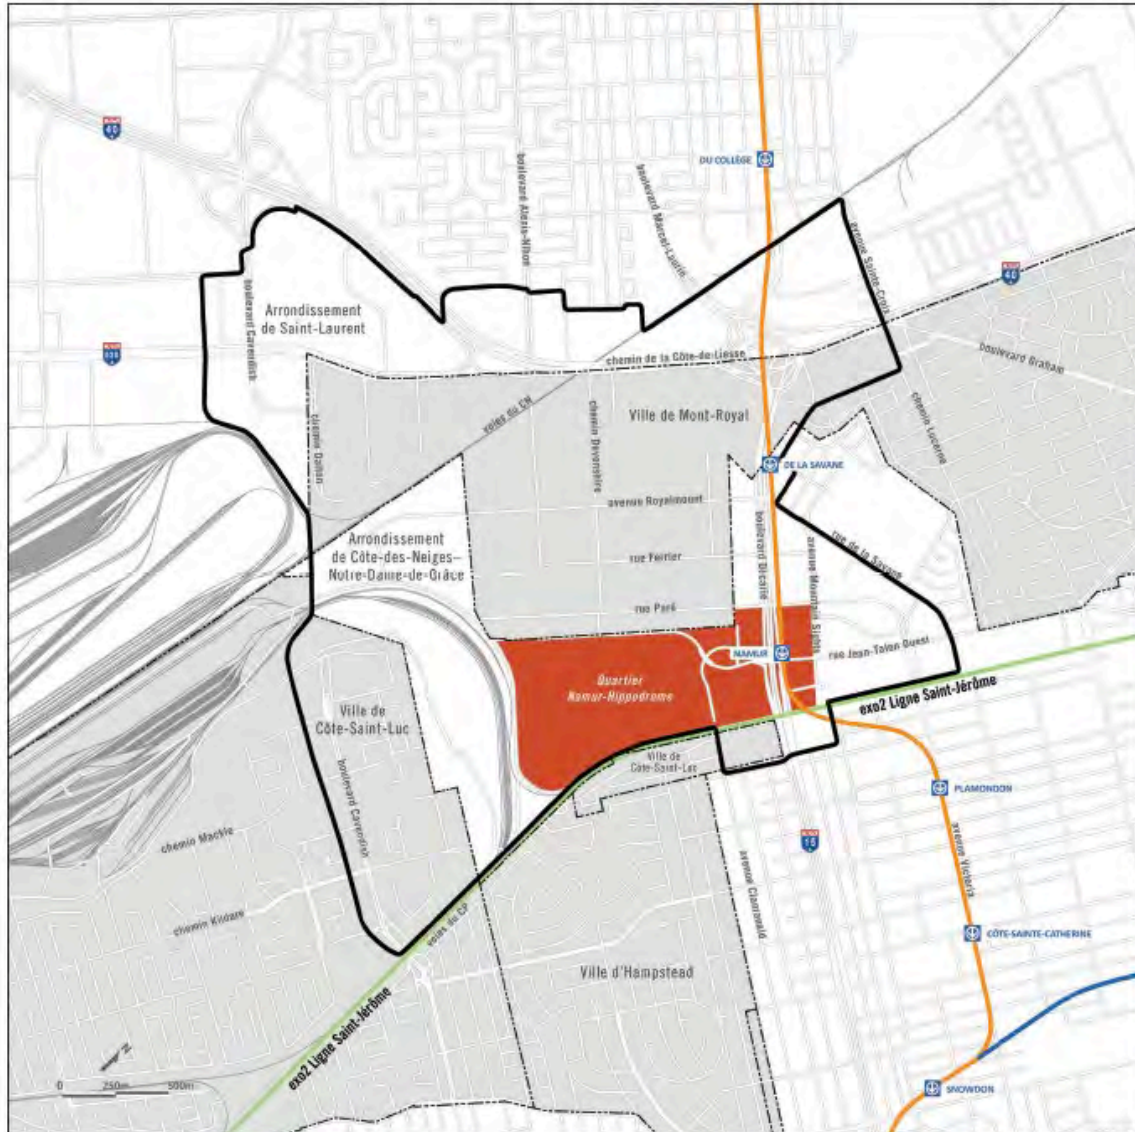 40
DU COLLÈGE
boulevard Alexis-Nihon
boulevard Marcel-Laurin
avenue Sainte-Croix
40
boulevard Cavendish
Arrondissement
de Saint-Laurent
520
chemin de la Côte-de-Liesse
boulevard Graham
voies du CN
chemin Dalton
chemin Devonshire
Ville de Mont-Royal
chemin Lucerne
DE LA SAVANE
avenue Royalmount
Arrondissement
de Côte-des-Neiges–
Notre-Dame-de-Grâce
boulevard Décarie
rue de la Savane
rue Ferrier
avenue Mountain Sights
rue Paré
NAMUR
rue Jean-Talon Ouest
Quartier
Namur-Hippodrome
exo2 Ligne Saint-Jérôme
Ville de
Côte-Saint-Luc
Ville de
Côte-Saint-Luc
boulevard Cavendish
PLAMONDON
chemin Mackle
15
avenue Clanranald
avenue Victoria
chemin Kildare
voies du CP
CÔTE-SAINTE-CATHERINE
Ville d'Hampstead
exo2 Ligne Saint-Jérôme
N
0 250m 500m
SNOWDON